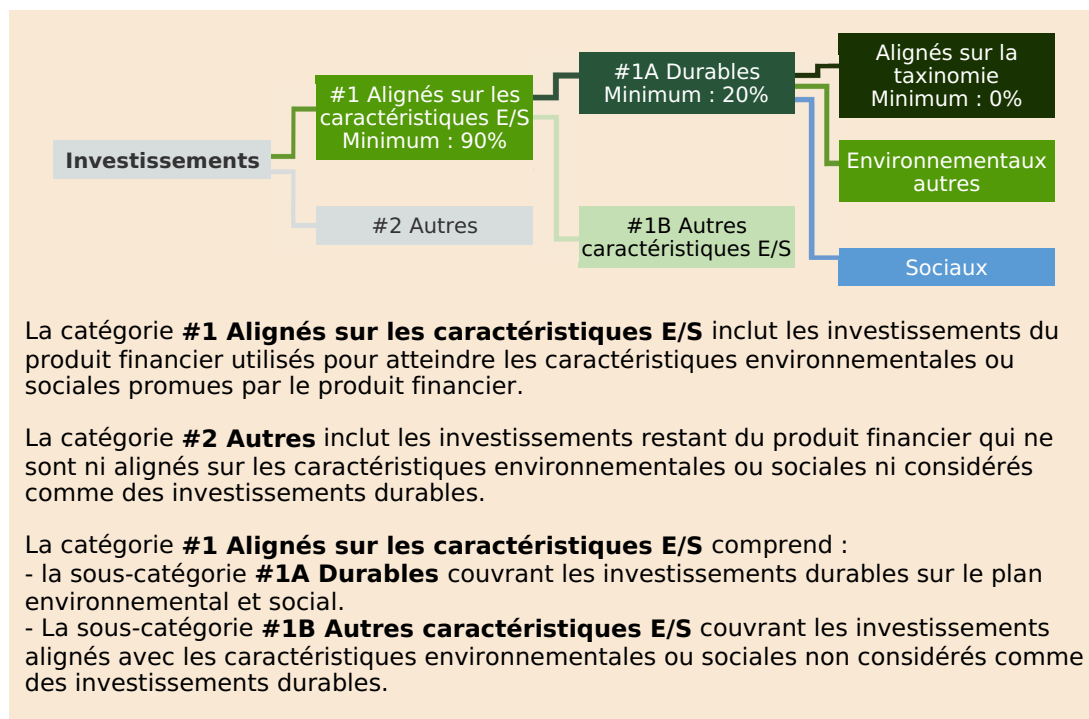 Investissements
#1 Alignés sur les
caractéristiques E/S
Minimum : 90%
#2 Autres
#1A Durables
Minimum : 20%
#1B Autres
caractéristiques E/S
Alignés sur la
taxinomie
Minimum : 0%
Environnementaux
autres
Sociaux
La catégorie #1 Alignés sur les caractéristiques E/S inclut les investissements du
produit financier utilisés pour atteindre les caractéristiques environnementales ou
sociales promues par le produit financier.
La catégorie #2 Autres inclut les investissements restant du produit financier qui ne
sont ni alignés sur les caractéristiques environnementales ou sociales ni considérés
comme des investissements durables.
La catégorie #1 Alignés sur les caractéristiques E/S comprend :
- la sous-catégorie #1A Durables couvrant les investissements durables sur le plan
environnemental et social.
- La sous-catégorie #1B Autres caractéristiques E/S couvrant les investissements
alignés avec les caractéristiques environnementales ou sociales non considérés comme
des investissements durables.